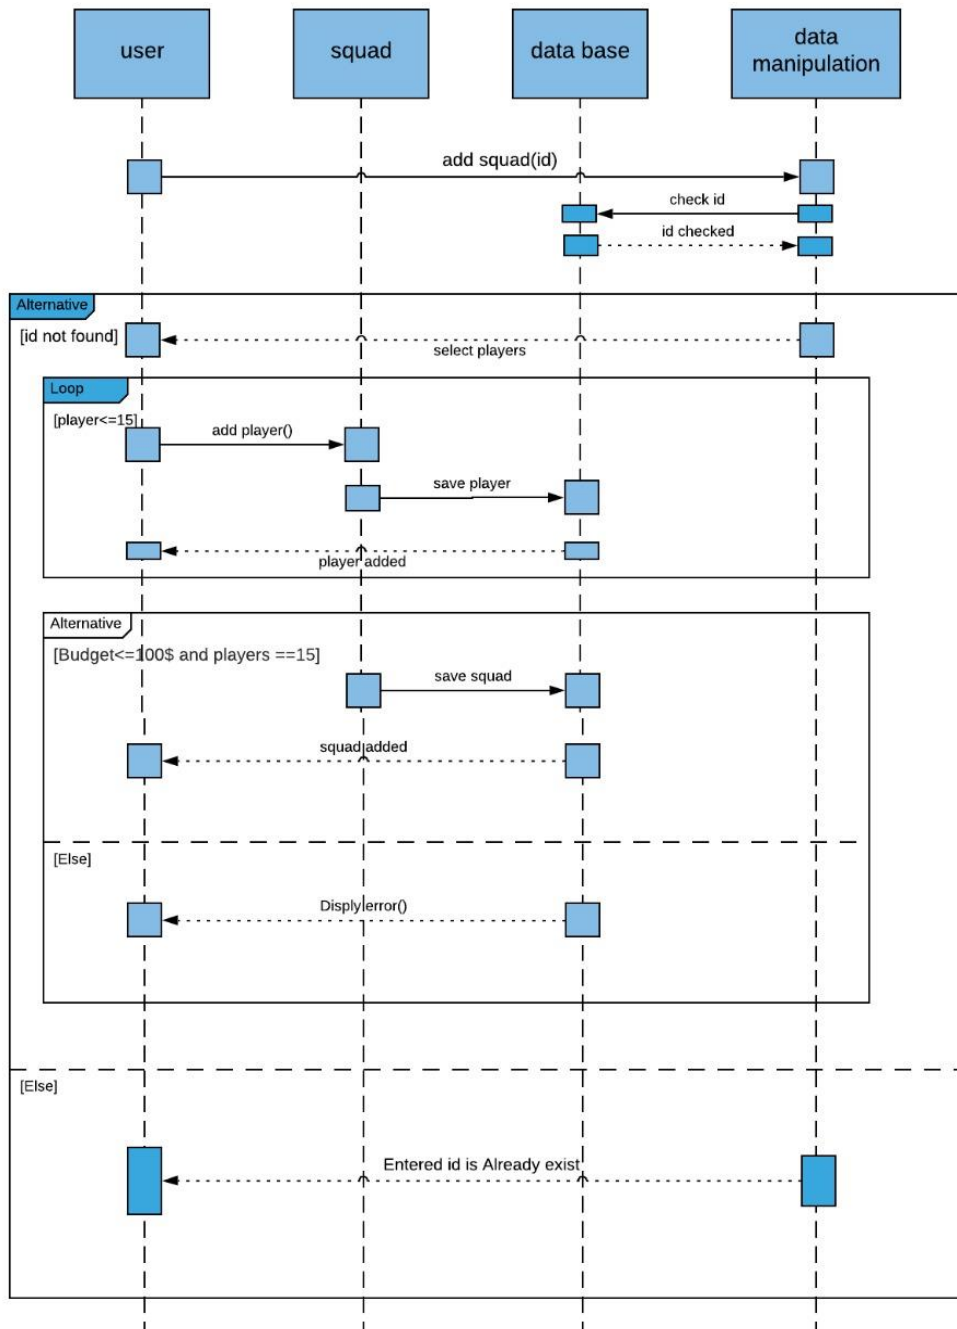 user
squad
data base
data
manipulation
add squad(id)
check id
id checked
Alternative
[id not found]
select players
Loop
[player<=15]
add player()
save player
player added
Alternative
[Budget<=100$ and players ==15]
save squad
squad added
[Else]
Disply error()
[Else]
Entered id is Already exist